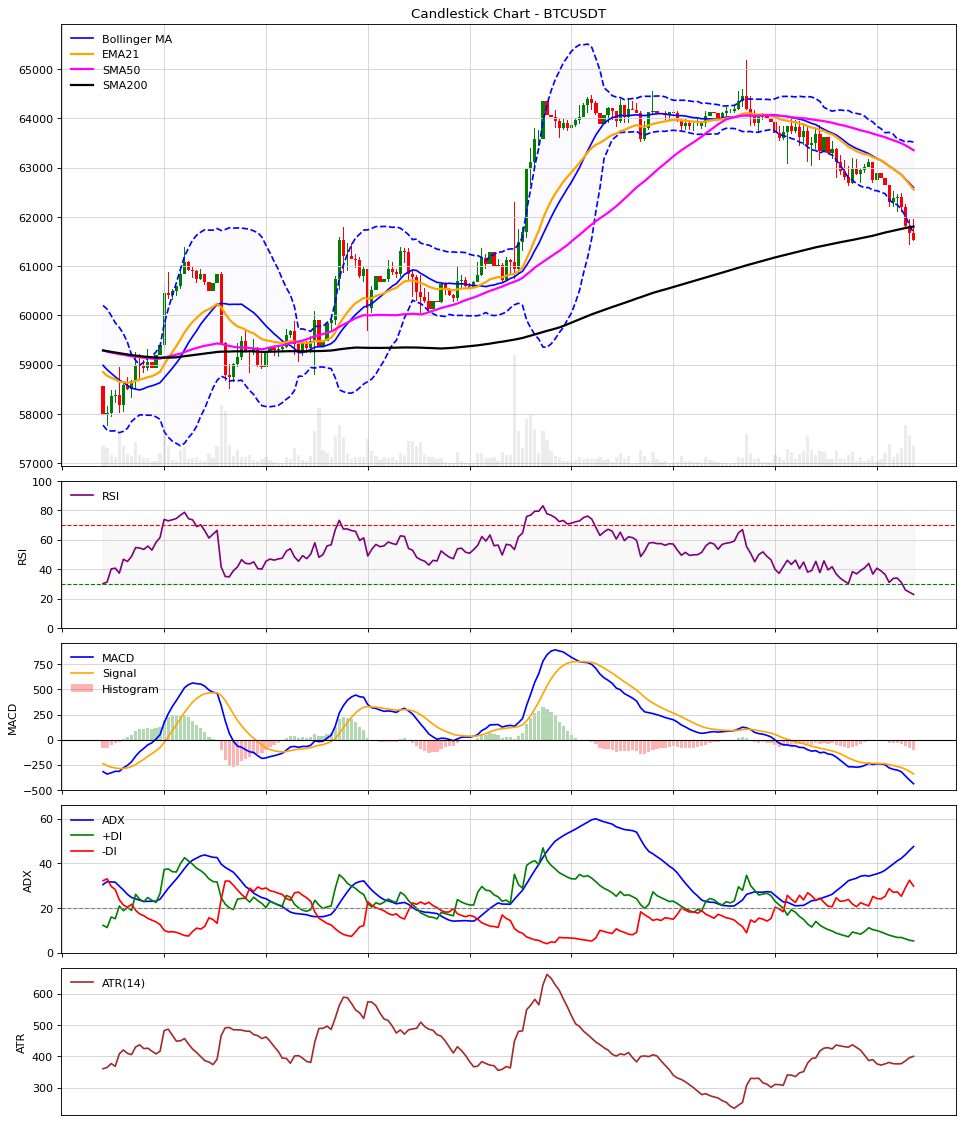 Candlestick Chart - BTCUSDT
Bollinger MA
EMA21
SMA50
SMA200
65000
64000
63000
62000
61000
60000
59000
58000
57000
RSI
RSI
100
80
60
40
20
0
MACD
MACD
Signal
Histogram
750
500
250
0
−250
−500
ADX
ADX
+DI
-DI
60
40
20
0
ATR
ATR(14)
600
500
400
300